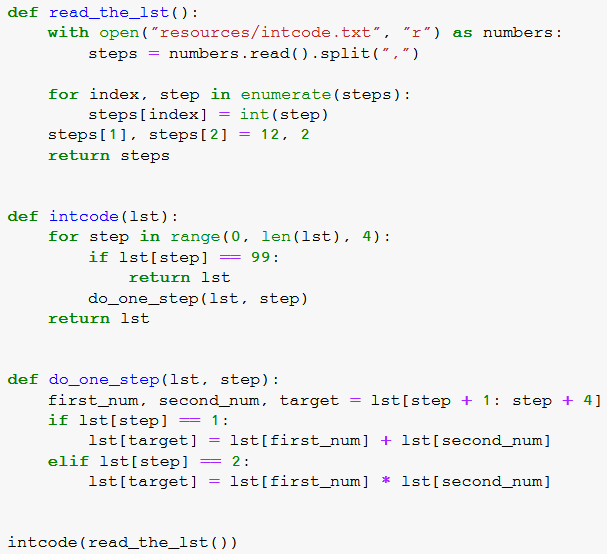 def read_the_lst():
    with open("resources/intcode.txt", "r") as numbers:
        steps = numbers.read().split(",")

    for index, step in enumerate(steps):
        steps[index] = int(step)
    steps[1], steps[2] = 12, 2
    return steps


def intcode(lst):
    for step in range(0, len(lst), 4):
        if lst[step] == 99:
            return lst
        do_one_step(lst, step)
    return lst


def do_one_step(lst, step):
    first_num, second_num, target = lst[step + 1: step + 4]
    if lst[step] == 1:
        lst[target] = lst[first_num] + lst[second_num]
    elif lst[step] == 2:
        lst[target] = lst[first_num] * lst[second_num]


intcode(read_the_lst())